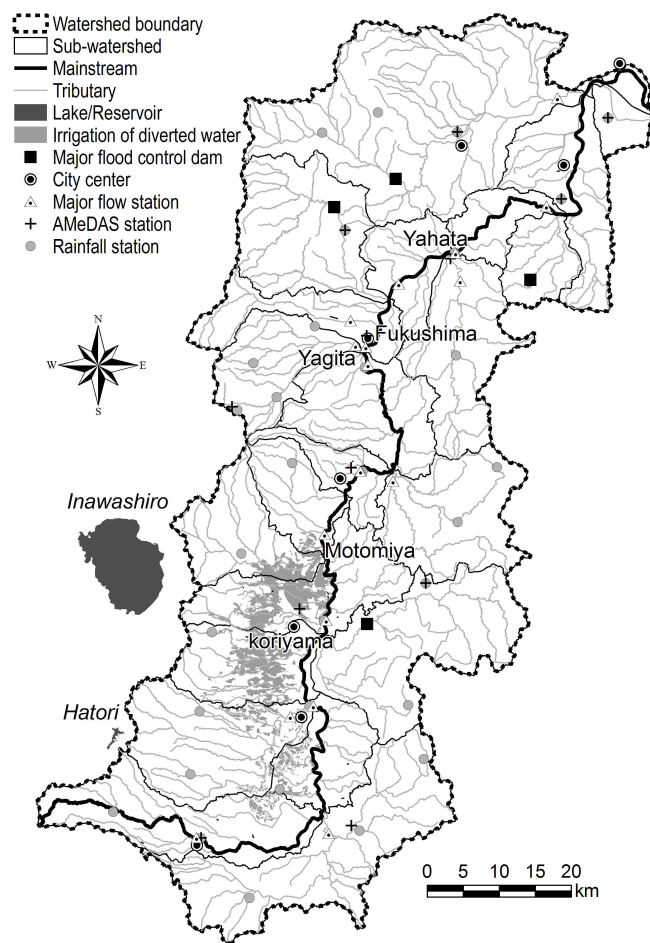 Watershed boundary
Sub-watershed
Mainstream
Tributary
Lake/Reservoir
Irrigation of diverted water
Major flood control dam
City center
Major flow station
AMeDAS station
Rainfall station
Yahata
N
W E
S
Fukushima
Yagita
Inawashiro
Motomiya
koriyama
Hatori
0 5 10 15 20
km